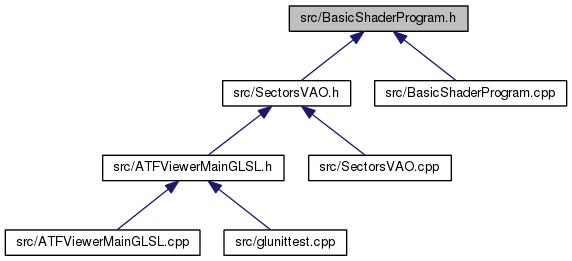 src/BasicShaderProgram.h
src/SectorsVAO.h
src/BasicShaderProgram.cpp
src/ATFViewerMainGLSL.h
src/SectorsVAO.cpp
src/ATFViewerMainGLSL.cpp
src/glunittest.cpp